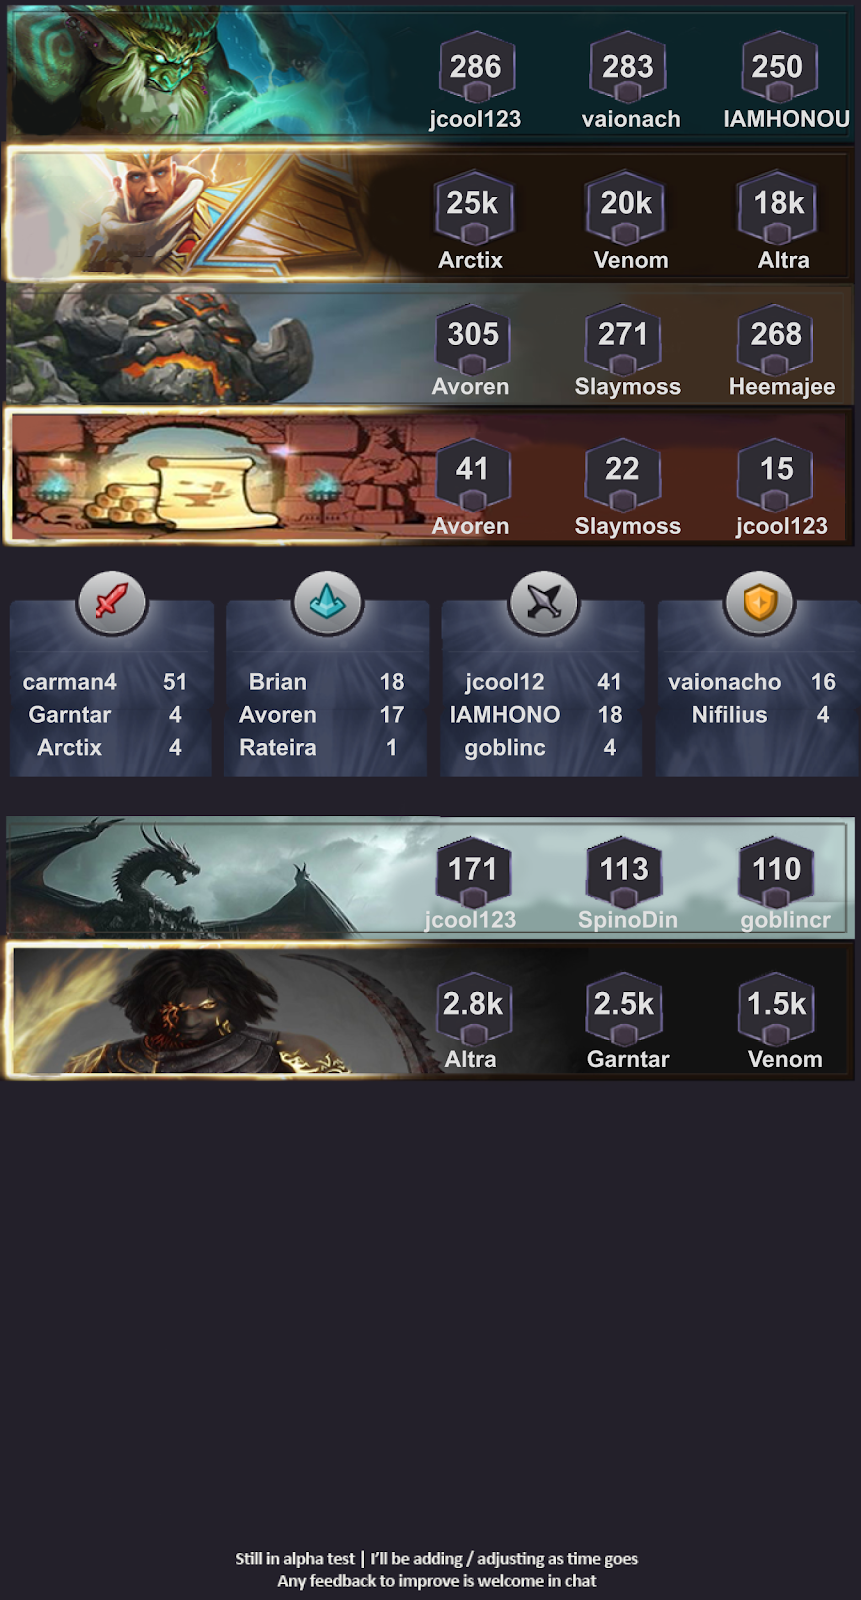 286 283 250
jcool123 vaionach IAMHONOU
25k 20k 18k
Arctix Venom Altra
305 271 268
Avoren Slaymoss Heemajee
41 22 15
Avoren Slaymoss jcool123
carman4 51
Garntar 4
Arctix 4
Brian 18
Avoren 17
Rateira 1
jcool12 41
IAMHONO 18
goblinc 4
vaionacho 16
Nifilius 4
171 113 110
jcool123 SpinoDin goblincr
2.8k 2.5k 1.5k
Altra Garntar Venom
Still in alpha test | I'll be adding / adjusting as time goes
Any feedback to improve is welcome in chat